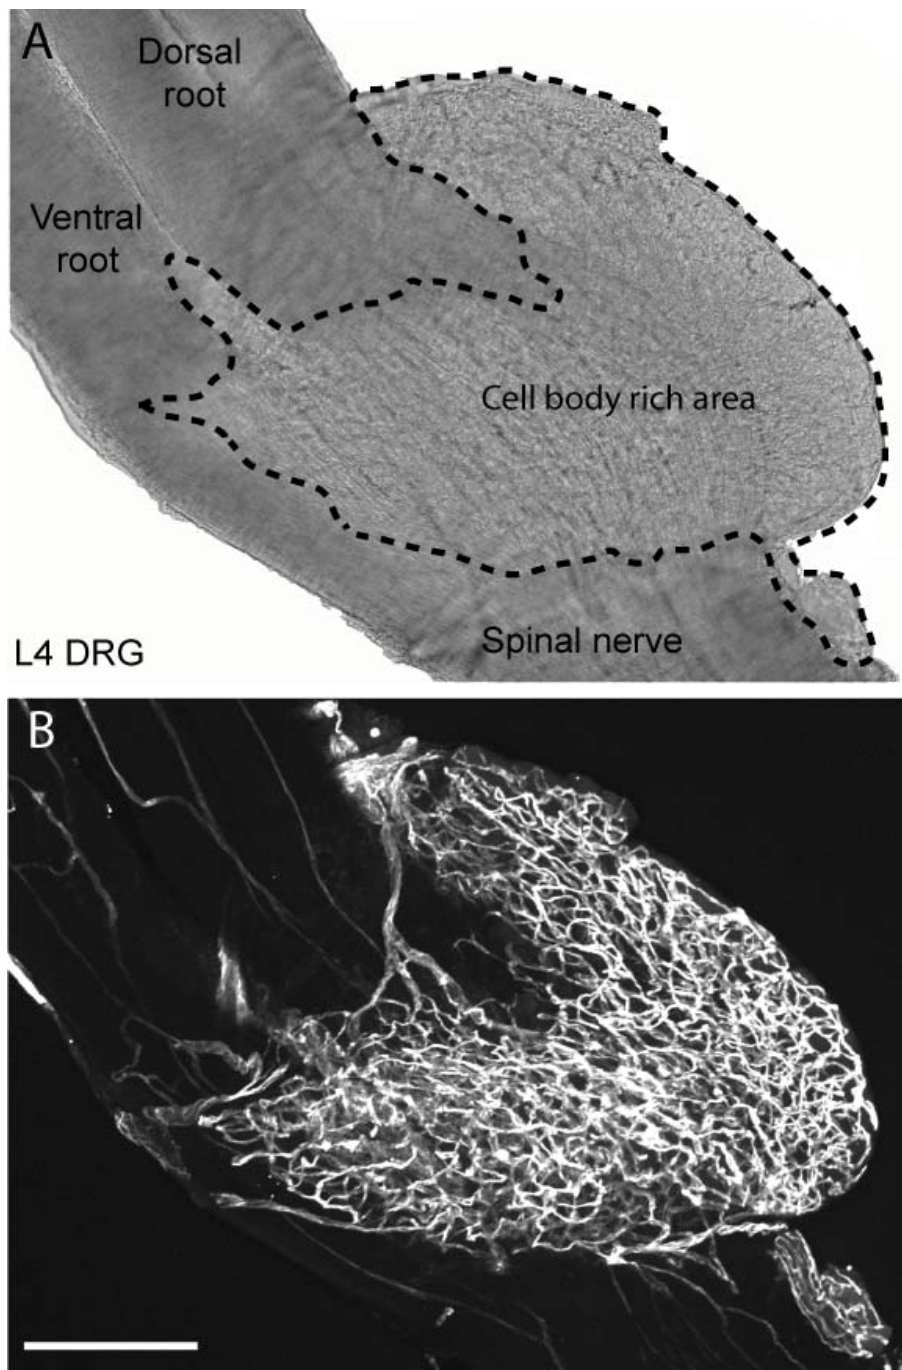 A
Dorsal
root
Ventral
root
Cell body rich area
Spinal nerve
L4 DRG
B